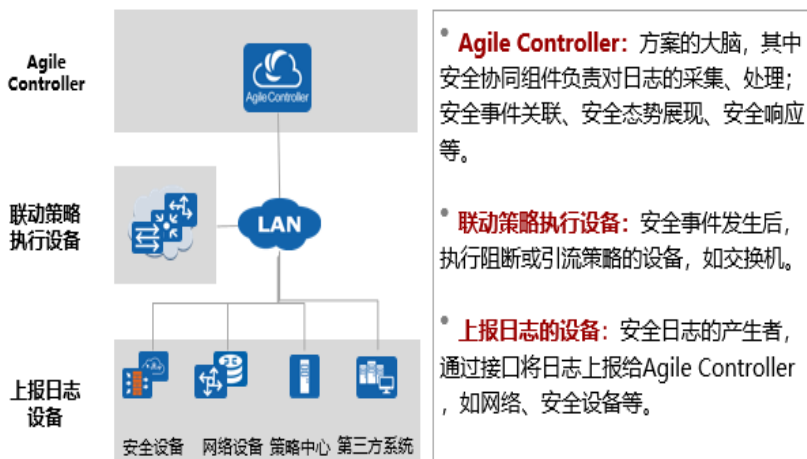 Agile
Controller
Agile Controller
联动策略
执行设备
LAN
上报日志
设备
安全设备
网络设备
策略中心
第三方系统
• Agile Controller：方案的大脑，其中
安全协同组件负责对日志的采集、处理；
安全事件关联、安全态势展现、安全响应
等。
• 联动策略执行设备：安全事件发生后，
执行阻断或引流策略的设备，如交换机。
• 上报日志的设备：安全日志的产生者，
通过接口将日志上报给Agile Controller
，如网络、安全设备等。